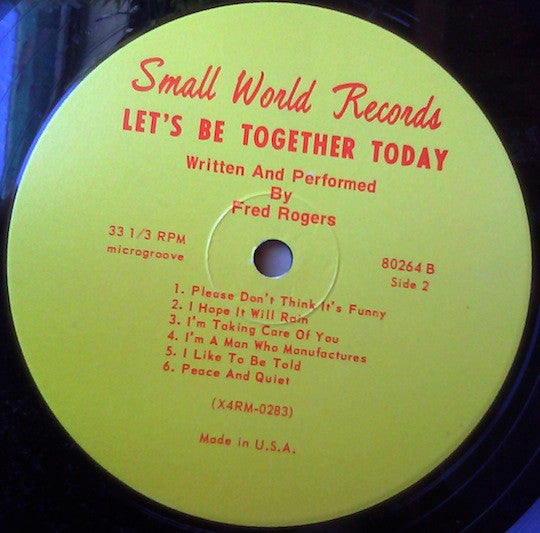 Small World Records
LET'S BE TOGETHER TODAY
Written And Performed
By
Fred Rogers
33 1/3 RPM
microgroove
80264 B
Side 2
1. Please Don't Think It's Funny
2. I Hope It Will Rain
3. I'm Taking Care Of You
4. I'm A Man Who Manufactures
5. I Like To Be Told
6. Peace And Quiet
(X4RM-0283)
Made in U.S.A.